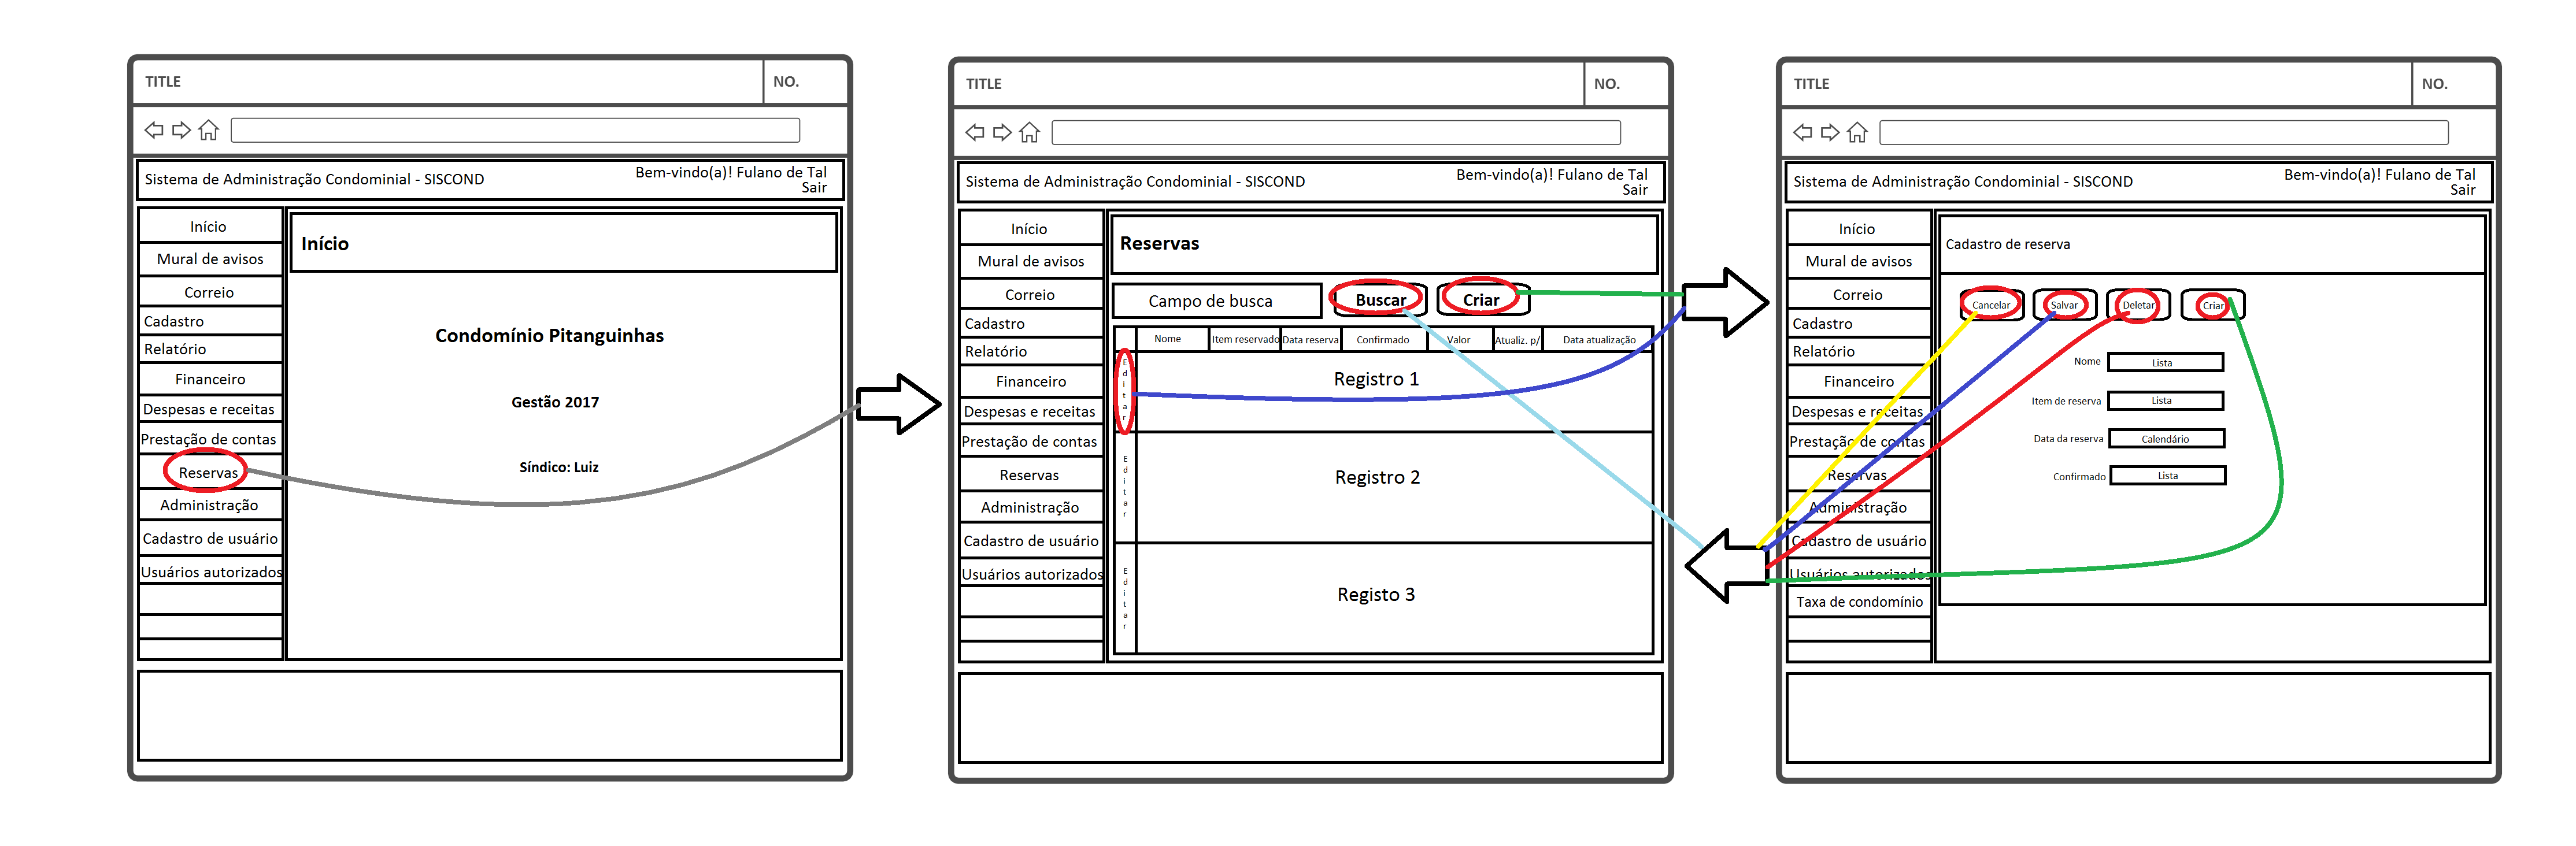 TITLE
NO.
Sistema de Administração Condominial - SISCOND
Bem-vindo(a)! Fulano de Tal
Sair
Início
Mural de avisos
Correio
Cadastro
Relatório
Financeiro
Despesas e receitas
Prestação de contas
Reservas
Administração
Cadastro de usuário
Usuários autorizados
Início
Condomínio Pitanguinhas
Gestão 2017
Síndico: Luiz
TITLE
NO.
Sistema de Administração Condominial - SISCOND
Bem-vindo(a)! Fulano de Tal
Sair
Início
Mural de avisos
Correio
Cadastro
Relatório
Financeiro
Despesas e receitas
Prestação de contas
Reservas
Administração
Cadastro de usuário
Usuários autorizados
Reservas
Campo de busca
Buscar
Criar
Nome
Item reservado
Data reserva
Confirmado
Valor
Atualiz. p/
Data atualização
Editar
Registro 1
Editar
Registro 2
Editar
Registo 3
TITLE
NO.
Sistema de Administração Condominial - SISCOND
Bem-vindo(a)! Fulano de Tal
Sair
Início
Mural de avisos
Correio
Cadastro
Relatório
Financeiro
Despesas e receitas
Prestação de contas
Reservas
Administração
Cadastro de usuário
Usuários autorizados
Taxa de condomínio
Cadastro de reserva
Cancelar
Salvar
Deletar
Criar
Nome
Lista
Item de reserva
Lista
Data da reserva
Calendário
Confirmado
Lista